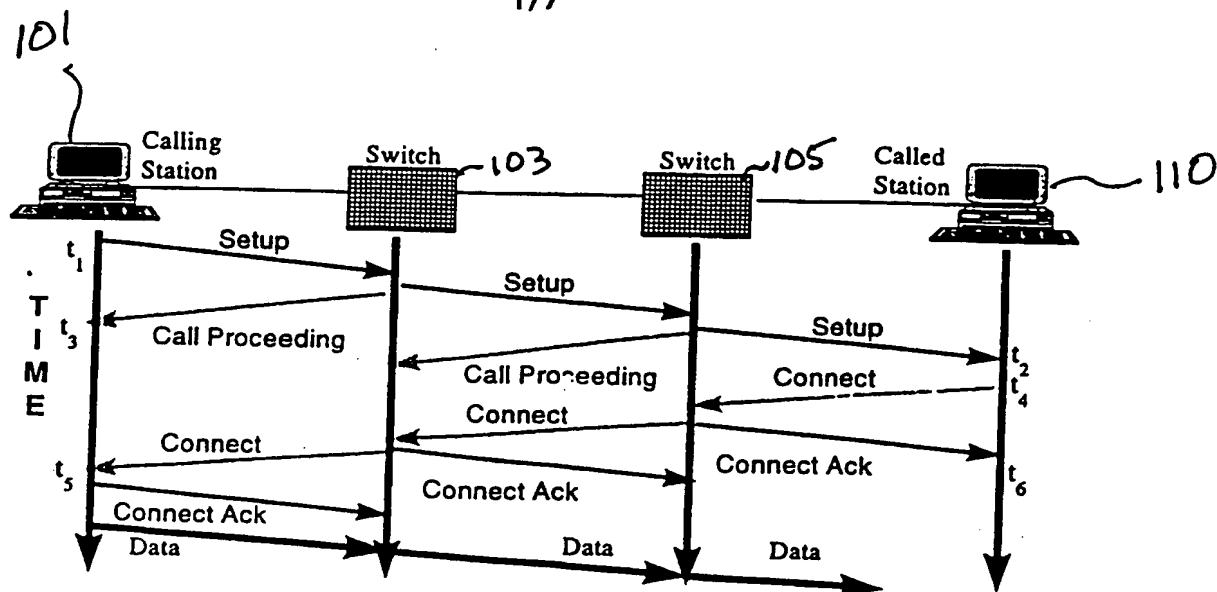 101
Calling
Station
Switch
103
Switch
105
Called
Station
110
t1
Setup
Setup
T
I
M
E
t3
Call Proceeding
Setup
t2
Call Proceeding
Connect
t4
Connect
Connect
Connect Ack
t5
Connect Ack
t6
Connect Ack
Data
Data
Data